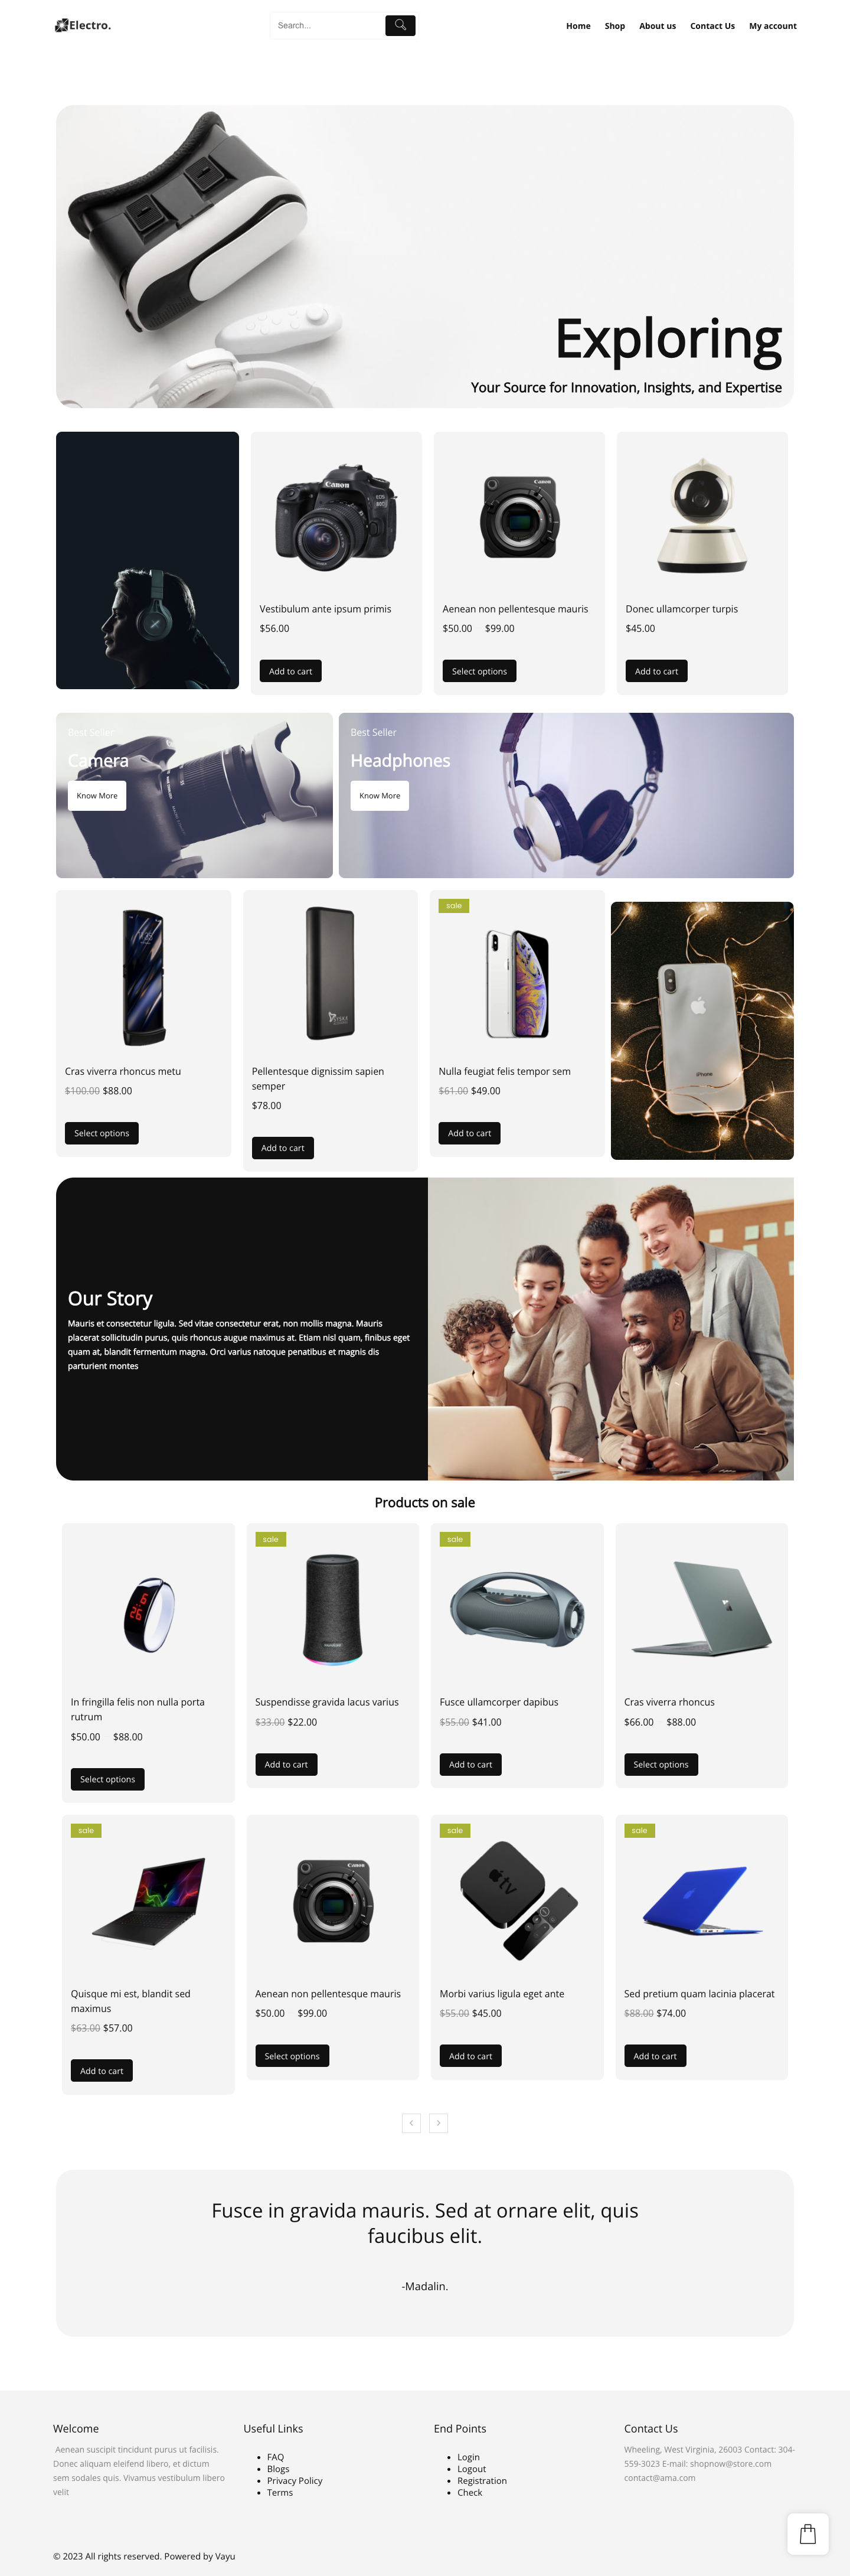 Electro.
Search...
Home
Shop
About us
Contact Us
My account
Exploring
Your Source for Innovation, Insights, and Expertise
Canon
EOS
80D
Canon
Vestibulum ante ipsum primis
$56.00
Add to cart
Aenean non pellentesque mauris
$50.00 $99.00
Select options
Donec ullamcorper turpis
$45.00
Add to cart
Best Seller
Camera
Know More
Best Seller
Headphones
Know More
Cras viverra rhoncus metu
$100.00 $88.00
Select options
Pellentesque dignissim sapien
semper
$78.00
Add to cart
sale
Nulla feugiat felis tempor sem
$61.00 $49.00
Add to cart
iPhone
Our Story
Mauris et consectetur ligula. Sed vitae consectetur erat, non mollis magna. Mauris
placerat sollicitudin purus, quis rhoncus augue maximus at. Etiam nisl quam, finibus eget
quam at, blandit fermentum magna. Orci varius natoque penatibus et magnis dis
parturient montes
Products on sale
In fringilla felis non nulla porta
rutrum
$50.00 $88.00
Select options
sale
Suspendisse gravida lacus varius
$33.00 $22.00
Add to cart
sale
Fusce ullamcorper dapibus
$55.00 $41.00
Add to cart
Cras viverra rhoncus
$66.00 $88.00
Select options
sale
Quisque mi est, blandit sed
maximus
$63.00 $57.00
Add to cart
Canon
Aenean non pellentesque mauris
$50.00 $99.00
Select options
sale
tv
Morbi varius ligula eget ante
$55.00 $45.00
Add to cart
sale
Sed pretium quam lacinia placerat
$88.00 $74.00
Add to cart
Fusce in gravida mauris. Sed at ornare elit, quis
faucibus elit.
-Madalin.
Welcome
Aenean suscipit tincidunt purus ut facilisis.
Donec aliquam eleifend libero, et dictum
sem sodales quis. Vivamus vestibulum libero
velit
Useful Links
FAQ
Blogs
Privacy Policy
Terms
End Points
Login
Logout
Registration
Check
Contact Us
Wheeling, West Virginia, 26003 Contact: 304-
559-3023 E-mail: shopnow@store.com
contact@ama.com
© 2023 All rights reserved. Powered by Vayu